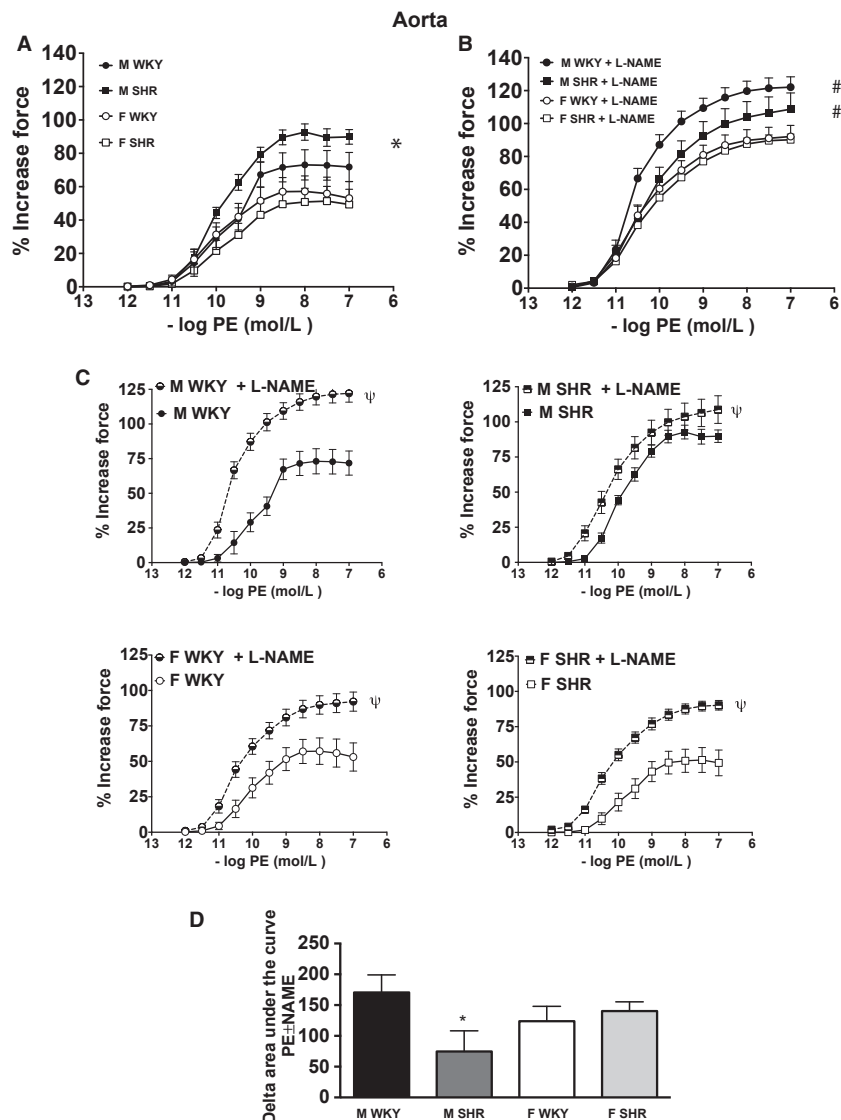 Aorta
A
140
120
100
80
60
40
20
0
13 12 11 10 9 8 7 6
% Increase force
- log PE (mol/L )
M WKY
M SHR
F WKY
F SHR
*
B
140
120
100
80
60
40
20
0
13 12 11 10 9 8 7 6
% Increase force
- log PE (mol/L )
M WKY + L-NAME
M SHR + L-NAME
F WKY + L-NAME
F SHR + L-NAME
#
#
C
125
100
75
50
25
0
13 12 11 10 9 8 7 6
% Increase force
- log PE (mol/L )
M WKY + L-NAME
M WKY
ψ
125
100
75
50
25
0
13 12 11 10 9 8 7 6
% Increase force
- log PE (mol/L )
M SHR + L-NAME
M SHR
ψ
125
100
75
50
25
0
13 12 11 10 9 8 7 6
% Increase force
- log PE (mol/L )
F WKY + L-NAME
F WKY
ψ
125
100
75
50
25
0
13 12 11 10 9 8 7 6
% Increase force
- log PE (mol/L )
F SHR + L-NAME
F SHR
ψ
D
Delta area under the curve
PE±NAME
250
200
150
100
50
0
*
M WKY M SHR F WKY F SHR